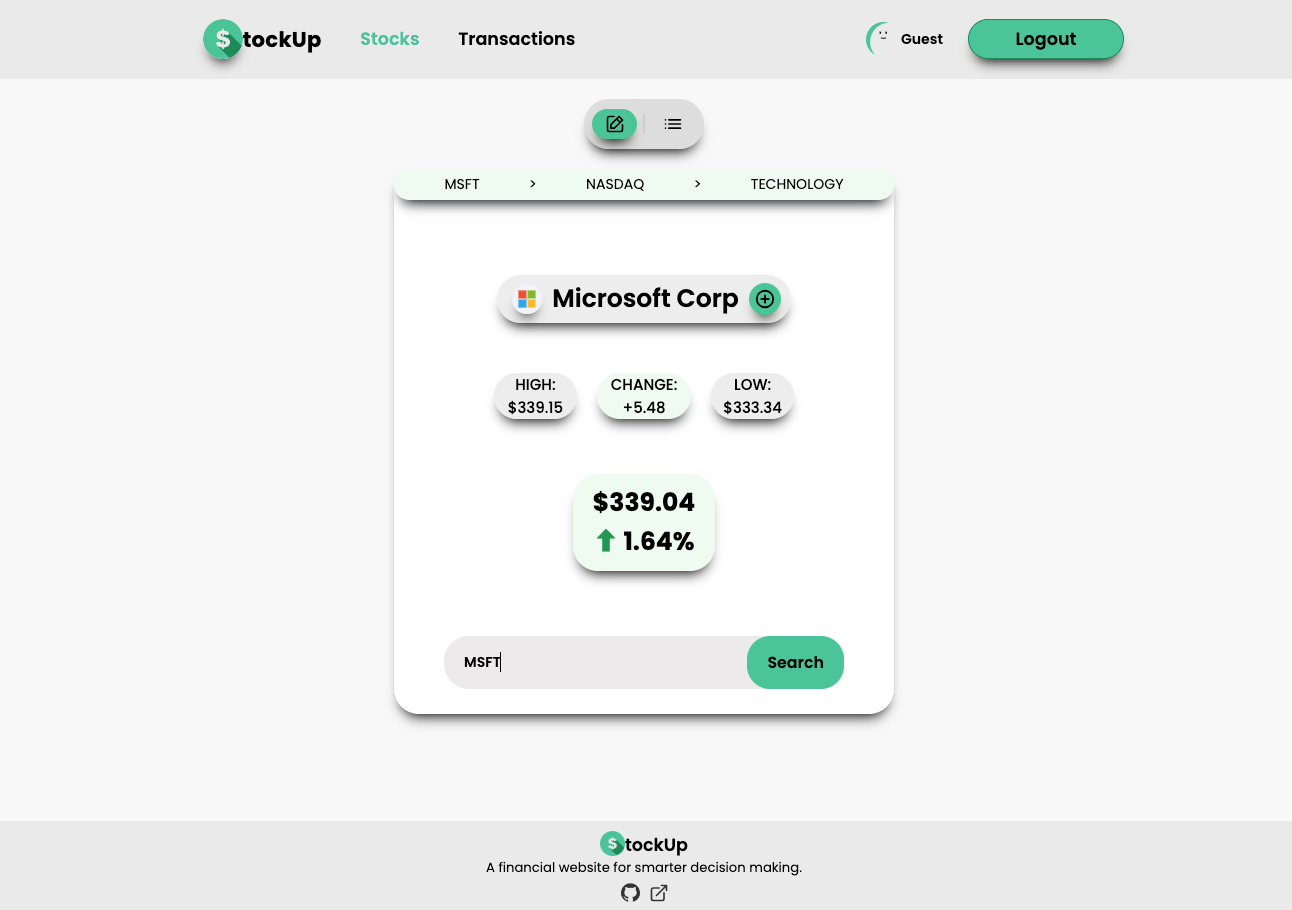 $tockUp Stocks Transactions Guest Logout
MSFT > NASDAQ > TECHNOLOGY
Microsoft Corp
HIGH: CHANGE: LOW:
$339.15 +5.48 $333.34
$339.04
1.64%
MSFT Search
$tockUp
A financial website for smarter decision making.